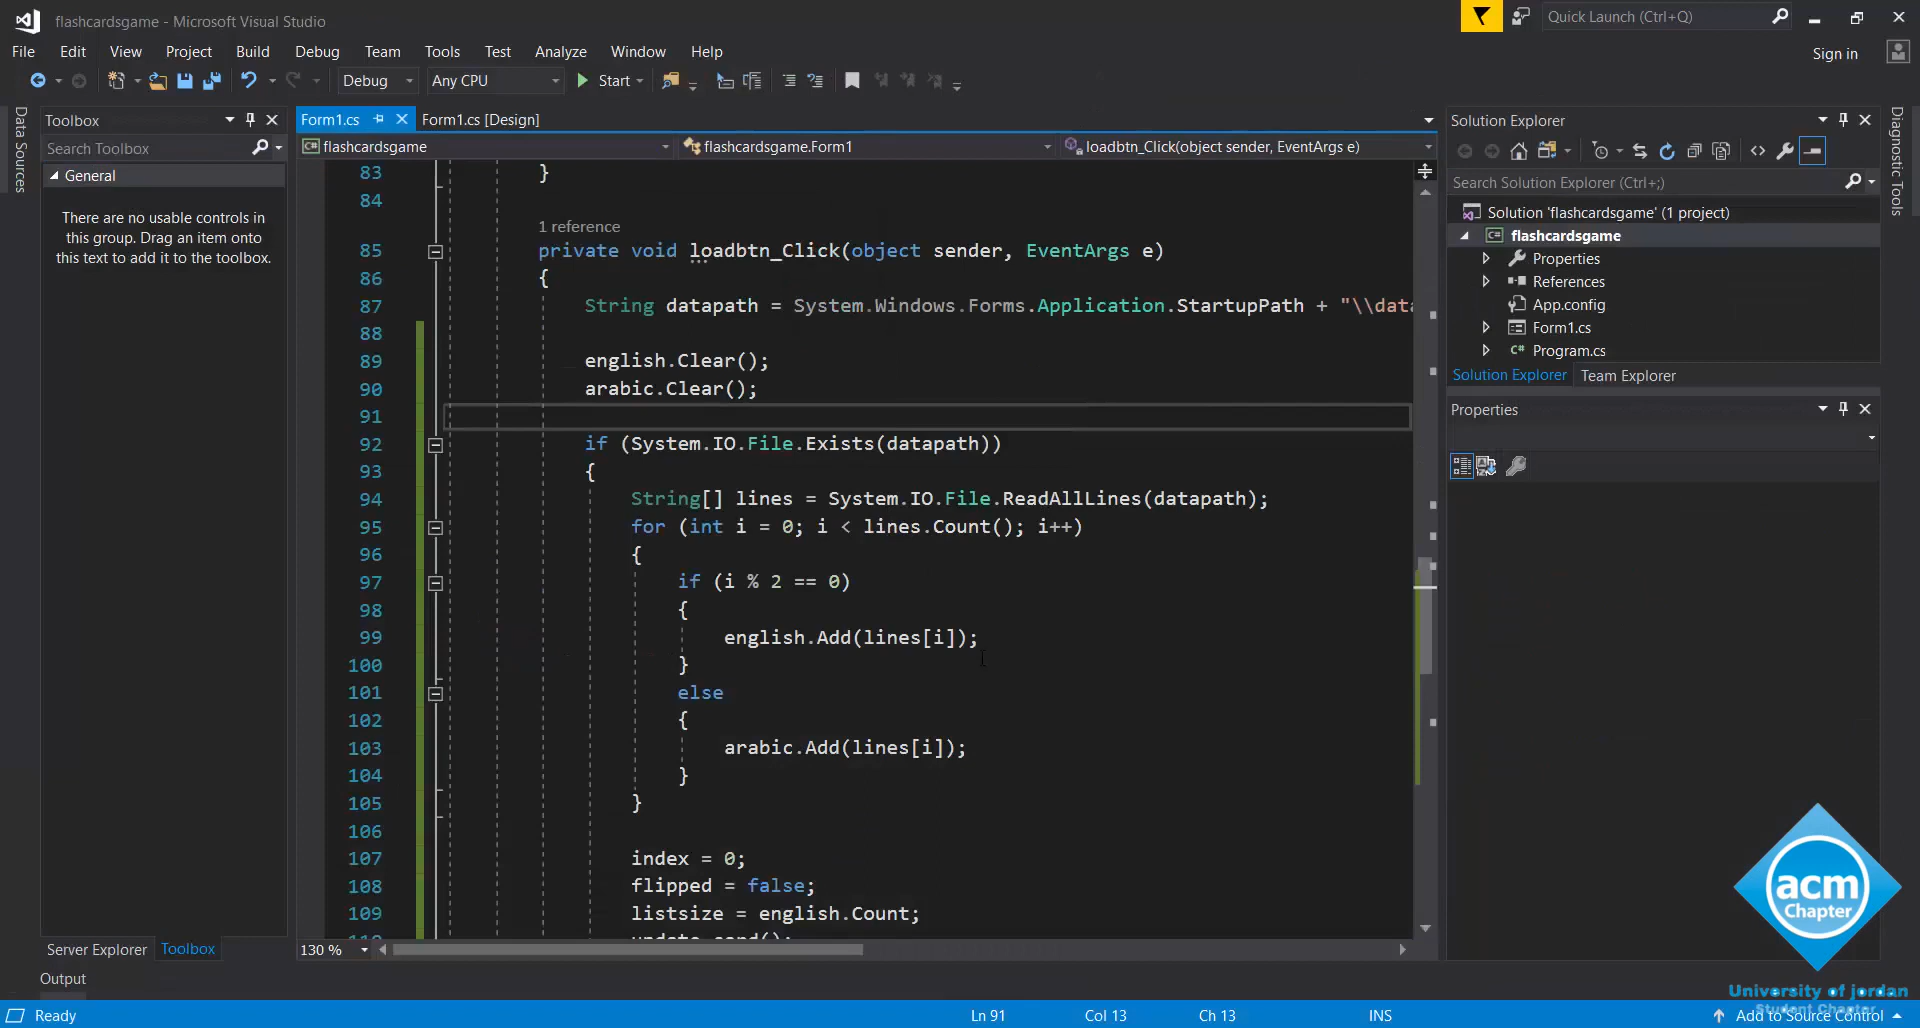 flashcardsgame - Microsoft Visual Studio
Quick Launch (Ctrl+Q)
File Edit View Project Build Debug Team Tools Test Analyze Window Help
Sign in
Debug Any CPU Start
Data Sources
Toolbox
Search Toolbox
General
There are no usable controls in
this group. Drag an item onto
this text to add it to the toolbox.
Server Explorer Toolbox
Output
Form1.cs Form1.cs [Design]
flashcardsgame flashcardsgame.Form1 loadbtn_Click(object sender, EventArgs e)
83 }
84
1 reference
85 private void loadbtn_Click(object sender, EventArgs e)
86 {
87 String datapath = System.Windows.Forms.Application.StartupPath + "\\data
88
89 english.Clear();
90 arabic.Clear();
91
92 if (System.IO.File.Exists(datapath))
93 {
94 String[] lines = System.IO.File.ReadAllLines(datapath);
95 for (int i = 0; i < lines.Count(); i++)
96 {
97 if (i % 2 == 0)
98 {
99 english.Add(lines[i]);
100 }
101 else
102 {
103 arabic.Add(lines[i]);
104 }
105 }
106
107 index = 0;
108 flipped = false;
109 listsize = english.Count;
130 %
Solution Explorer
Search Solution Explorer (Ctrl+;)
Solution 'flashcardsgame' (1 project)
flashcardsgame
Properties
References
App.config
Form1.cs
Program.cs
Solution Explorer Team Explorer
Properties
Diagnostic Tools
acm
Chapter
University of jordan
Student Chapter
Ready Ln 91 Col 13 Ch 13 INS Add to Source Control